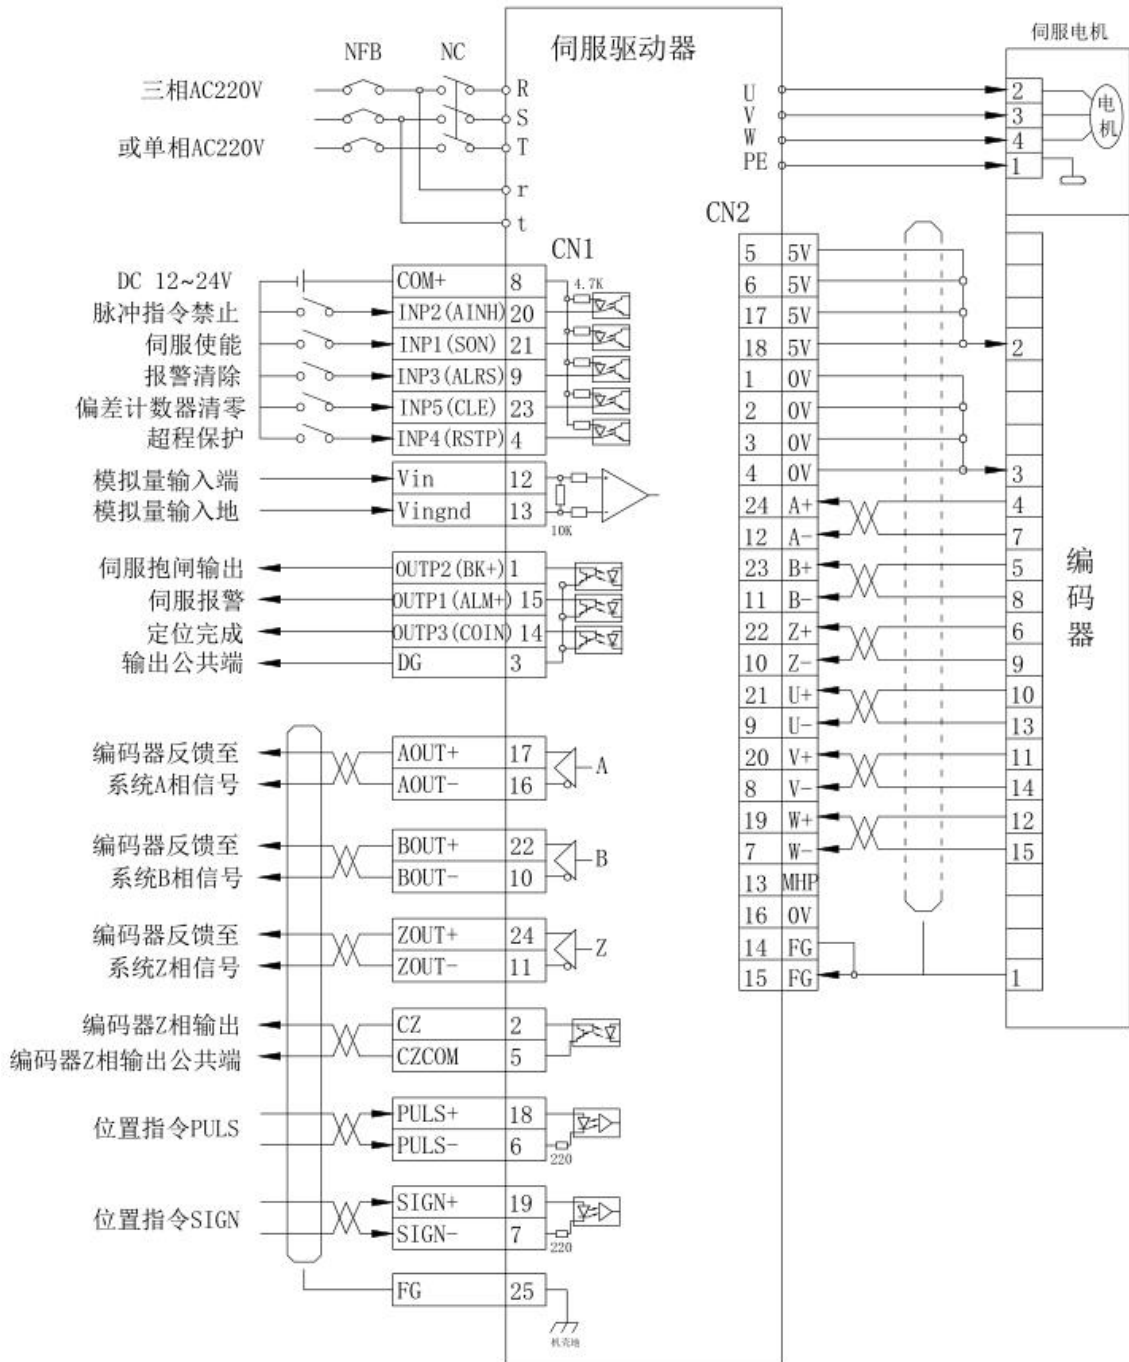 伺服驱动器
伺服电机
NFB NC
三相AC220V R
S
或单相AC220V T
r
t
U 2
V 3
W 4
PE 1
电机
CN1
DC 12~24V COM+ 8 4.7K
脉冲指令禁止 INP2(AINH) 20
伺服使能 INP1(SON) 21
报警清除 INP3(ALRS) 9
偏差计数器清零 INP5(CLE) 23
超程保护 INP4(RSTP) 4
模拟量输入端 Vin 12
模拟量输入地 Vingnd 13
10K
伺服抱闸输出 OUTP2(BK+) 1
伺服报警 OUTP1(ALM+) 15
定位完成 OUTP3(COIN) 14
输出公共端 DG 3
编码器反馈至 AOUT+ 17
系统A相信号 AOUT- 16
A
编码器反馈至 BOUT+ 22
系统B相信号 BOUT- 10
B
编码器反馈至 ZOUT+ 24
系统Z相信号 ZOUT- 11
Z
编码器Z相输出 CZ 2
编码器Z相输出公共端 CZCOM 5
位置指令PULS
PULS+ 18
PULS- 6
220
位置指令SIGN
SIGN+ 19
SIGN- 7
220
FG 25
机壳地
CN2
5 5V
6 5V
17 5V
18 5V 2
1 0V
2 0V
3 0V
4 0V 3
24 A+ 4
12 A- 7
23 B+ 5
11 B- 8
22 Z+ 6
10 Z- 9
21 U+ 10
9 U- 13
20 V+ 11
8 V- 14
19 W+ 12
7 W- 15
13 MHP
16 0V
14 FG
15 FG 1
编码器